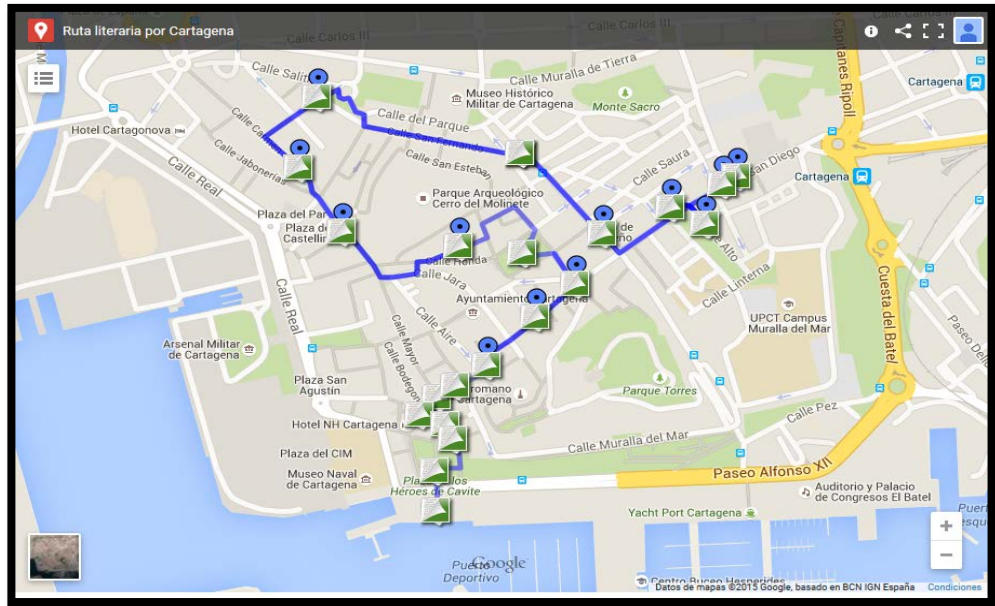 Ruta literaria por Cartagena
Calle Carlos III
Calle Carlos III
Capitanes Ripoll
Calle Salit
Calle Muralla de Tierra
Museo Histórico
Militar de Cartagena
Monte Sacro
Cartagena
Hotel Cartagonova
Calle del Parque
Calle San Fernando
Calle San Esteban
Calle Saura
San Diego
Calle Jabonerías
Calle Real
Cartagena
Parque Arqueológico
Cerro del Molinete
Plaza del Par
Plaza de
Castellin
Alto
Calle Honda
Calle Jara
Calle Linterna
Calle Real
Ayuntamiento Cartagena
UPCT Campus
Muralla del Mar
Cuesta del Batel
Calle Aire
Calle Mayor
Calle Bodegon
Arsenal Militar
de Cartagena
Plaza San
Agustín
romano
Cartagena
Parque Torres
Calle Pez
Hotel NH Cartagena
Calle Muralla del Mar
Plaza del CIM
Museo Naval
de Cartagena
Héroes de Cavite
Paseo Alfonso XII
Auditorio y Palacio
de Congresos El Batel
Yacht Port Cartagena
Puerto
Deportivo
Google
Centro Buceo Hesperides
Datos de mapas ©2015 Google, basado en BCN IGN España
Condiciones